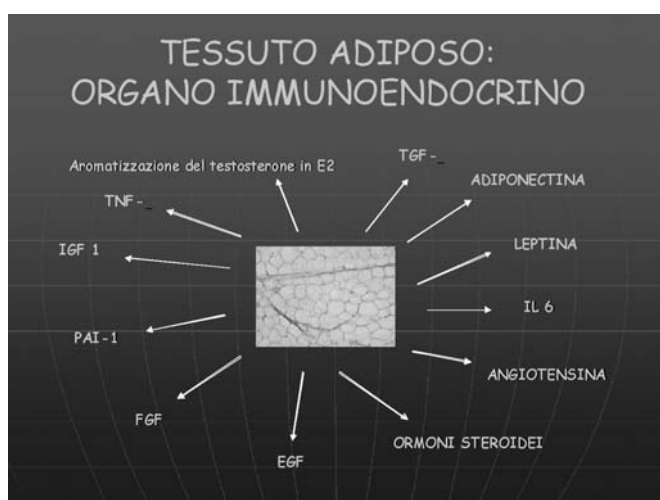 TESSUTO ADIPOSO:
ORGANO IMMUNOENDOCRINO
Aromatizzazione del testosterone in E2
TGF-_
ADIPONECTINA
TNF-_
LEPTINA
IGF 1
IL 6
PAI-1
ANGIOTENSINA
FGF
ORMONI STEROIDEI
EGF